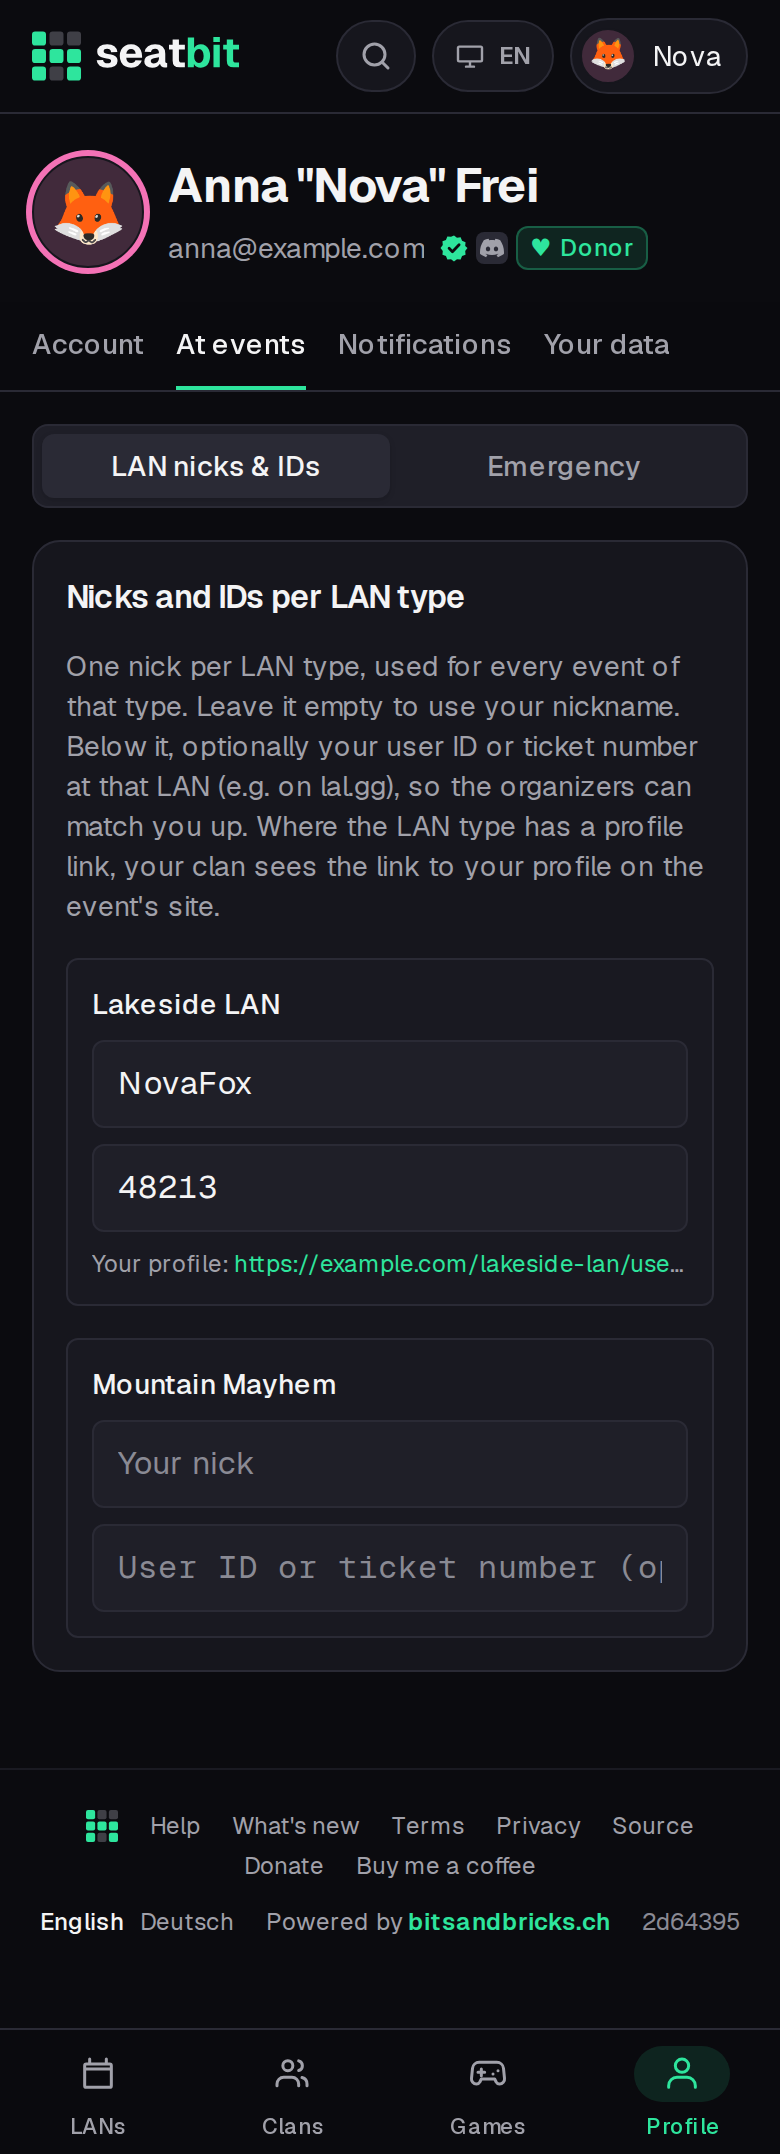 seatbit EN Nova
Anna "Nova" Frei
anna@example.com Donor
Account At events Notifications Your data
LAN nicks & IDs Emergency
Nicks and IDs per LAN type
One nick per LAN type, used for every event of
that type. Leave it empty to use your nickname.
Below it, optionally your user ID or ticket number
at that LAN (e.g. on lal.gg), so the organizers can
match you up. Where the LAN type has a profile
link, your clan sees the link to your profile on the
event's site.
Lakeside LAN
NovaFox
48213
Your profile: https://example.com/lakeside-lan/use…
Mountain Mayhem
Your nick
User ID or ticket number (op
Help What's new Terms Privacy Source
Donate Buy me a coffee
English Deutsch Powered by bitsandbricks.ch 2d64395
LANs Clans Games Profile